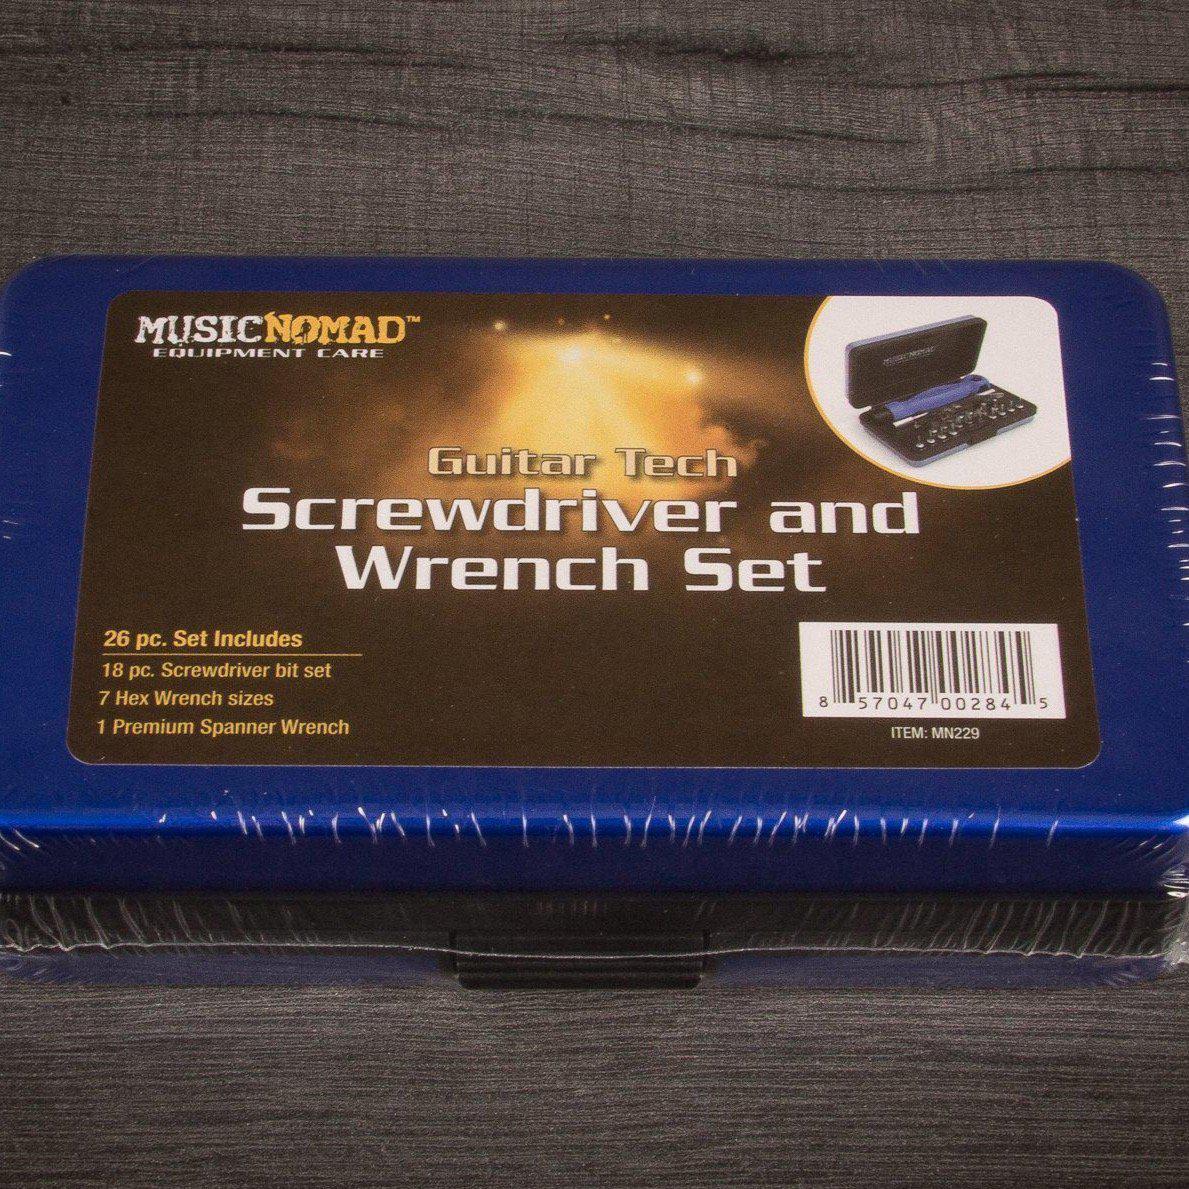 MUSICNOMAD™
EQUIPMENT CARE
MUSICNOMAD
Guitar Tech
Screwdriver and
Wrench Set
26 pc. Set Includes
18 pc. Screwdriver bit set
7 Hex Wrench sizes
1 Premium Spanner Wrench
8 57047 00284 5
ITEM: MN229